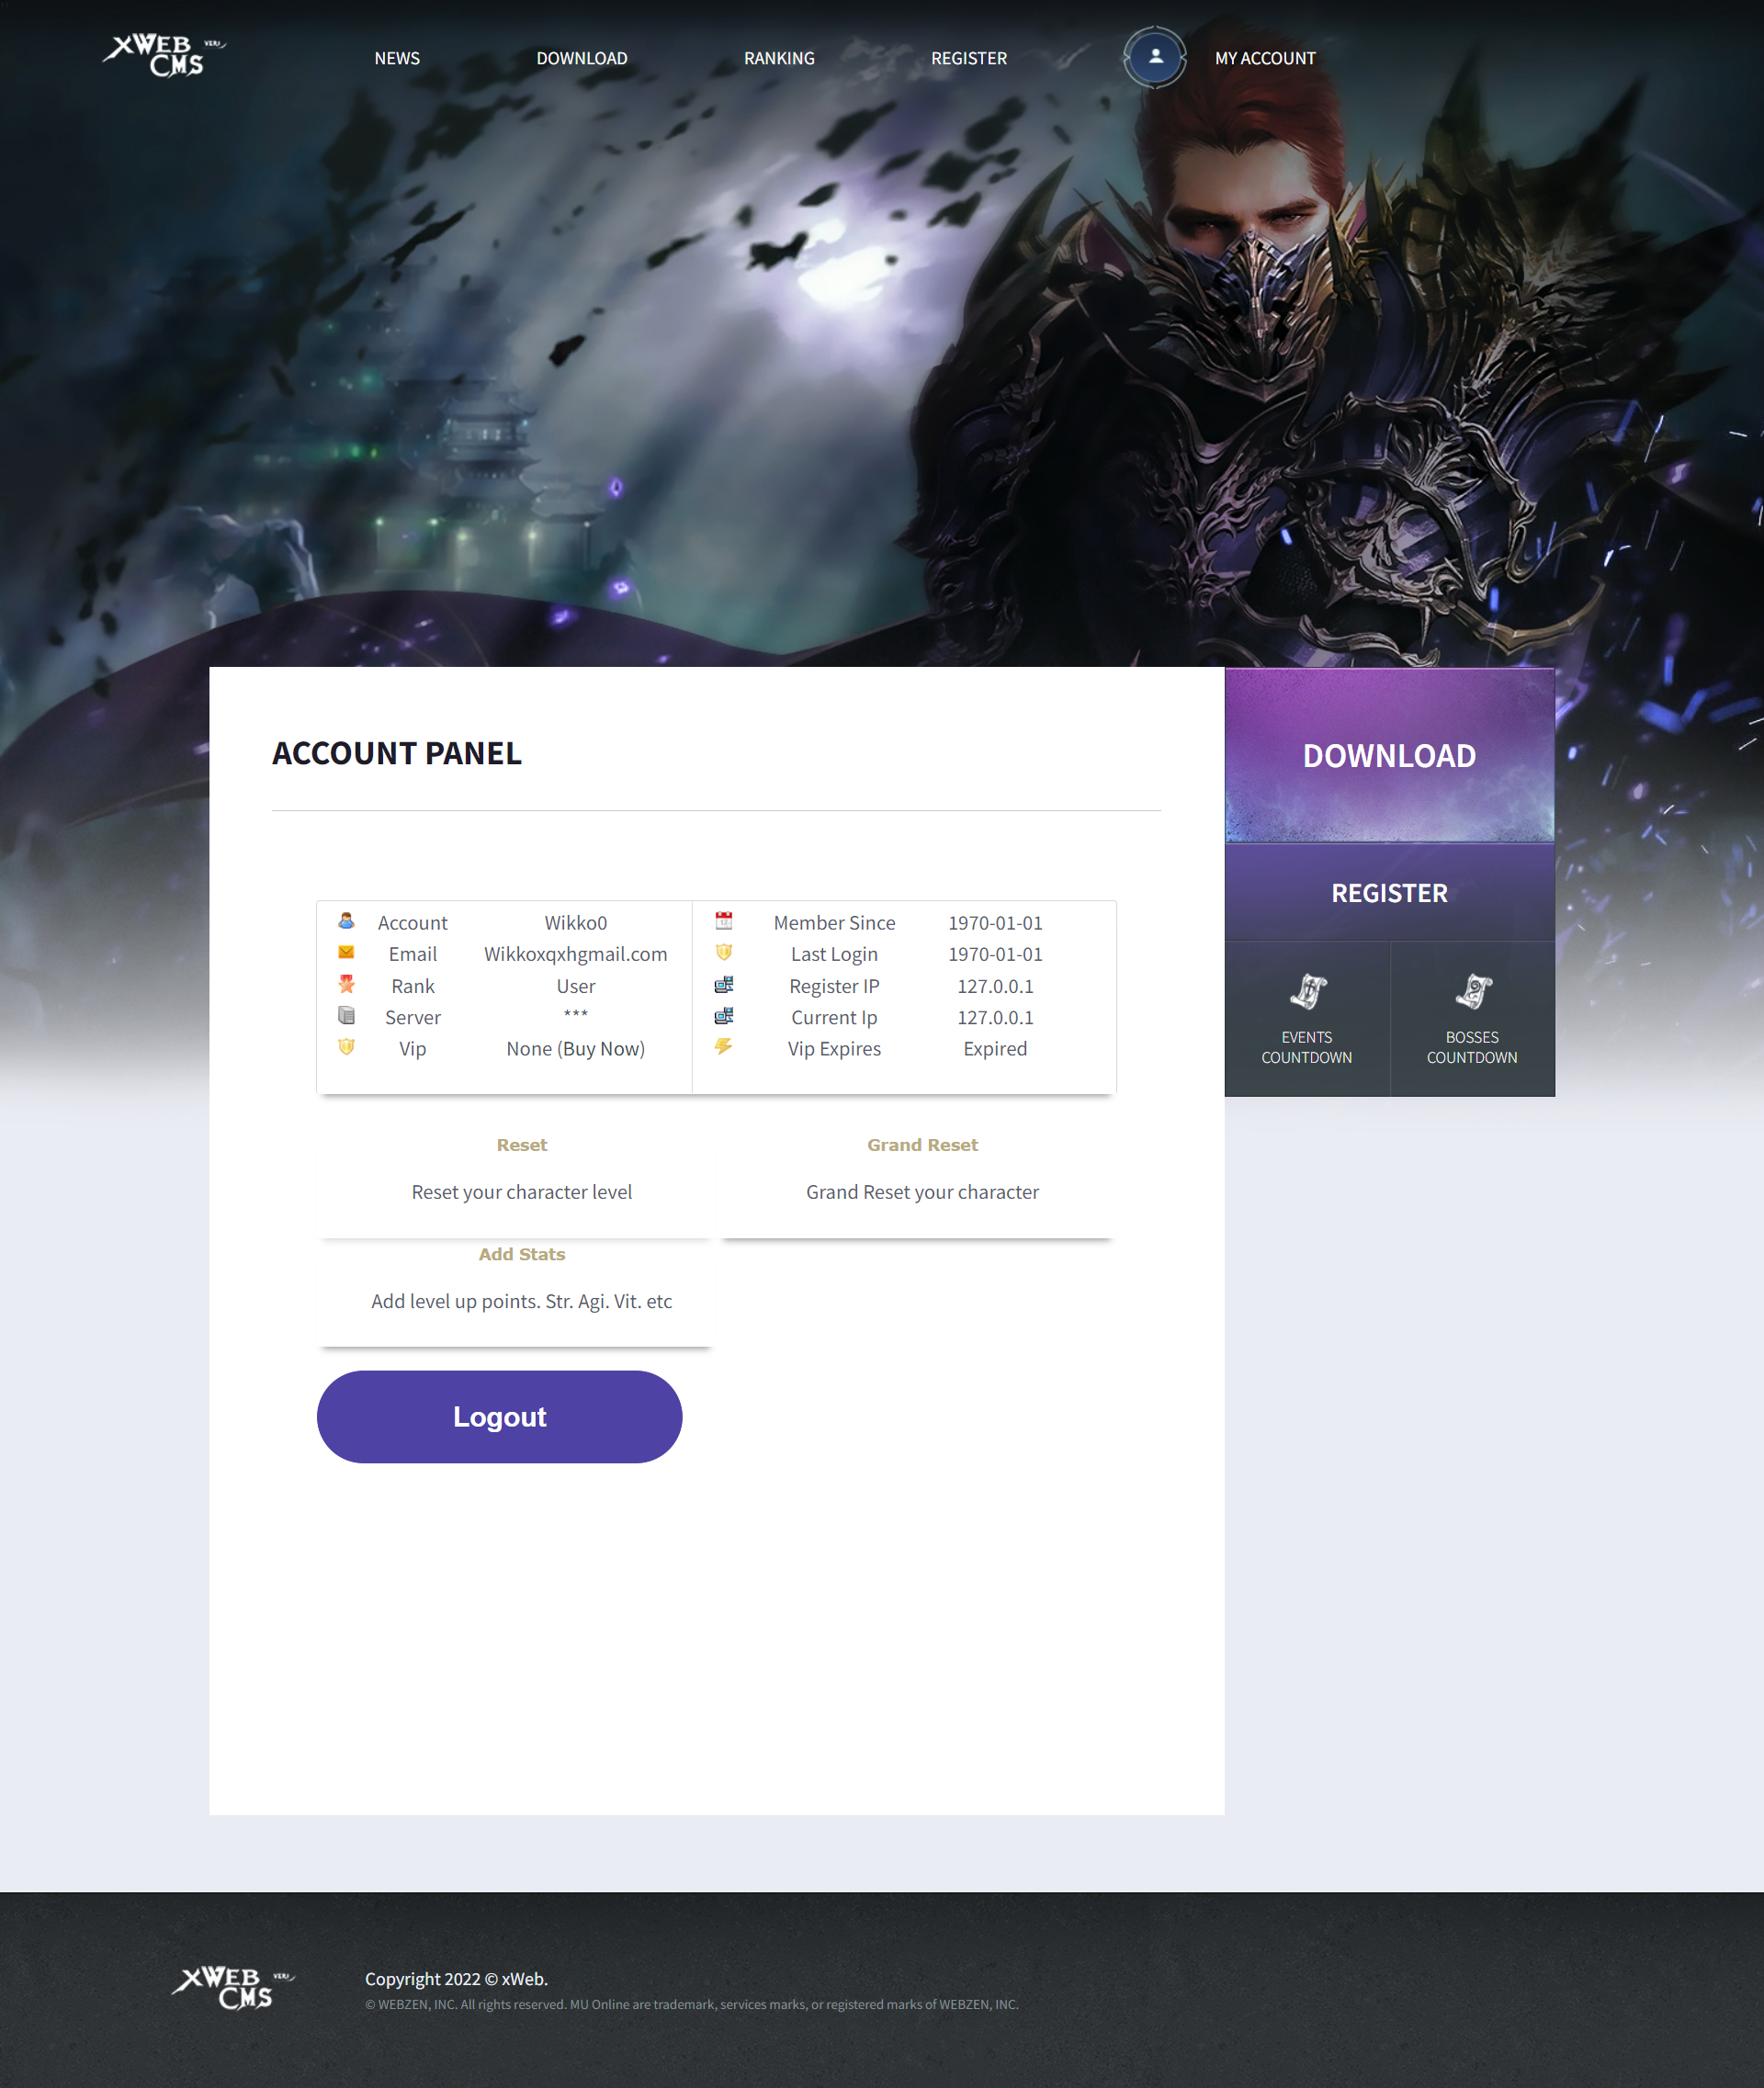 xWEB
CMS
NEWS
DOWNLOAD
RANKING
REGISTER
MY ACCOUNT
ACCOUNT PANEL
DOWNLOAD
REGISTER
EVENTS
COUNTDOWN
BOSSES
COUNTDOWN
Account Wikko0 Member Since 1970-01-01
Email Wikkoxqxhgmail.com Last Login 1970-01-01
Rank User Register IP 127.0.0.1
Server *** Current Ip 127.0.0.1
Vip None (Buy Now) Vip Expires Expired
Reset
Reset your character level
Grand Reset
Grand Reset your character
Add Stats
Add level up points. Str. Agi. Vit. etc
Logout
xWEB
CMS
Copyright 2022 © xWeb.
© WEBZEN, INC. All rights reserved. MU Online are trademark, services marks, or registered marks of WEBZEN, INC.